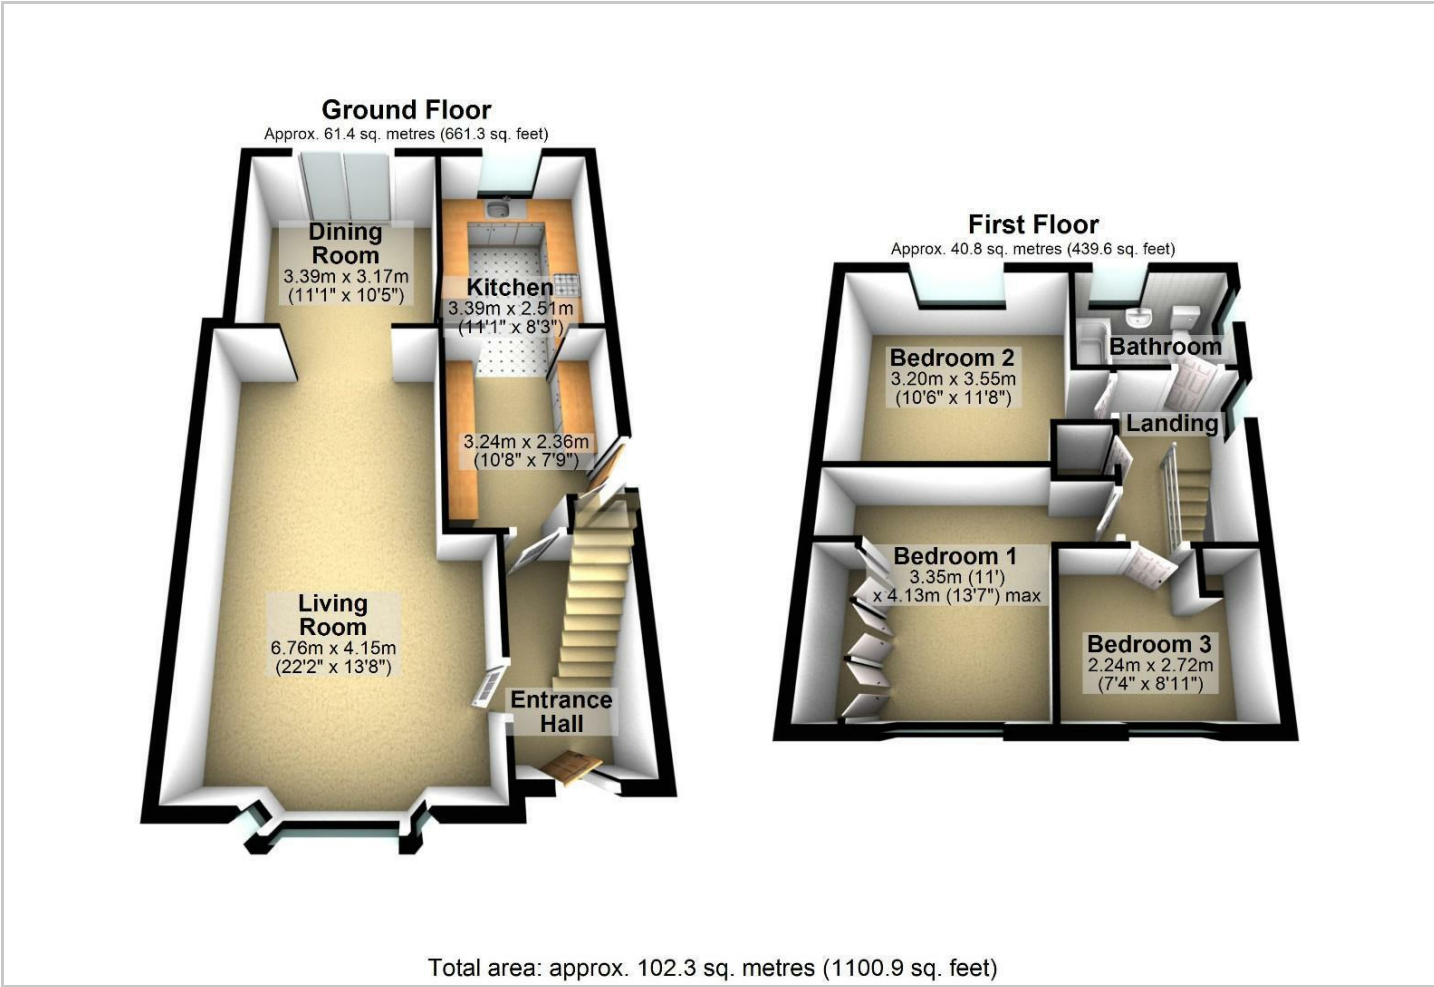 Ground Floor
Approx. 61.4 sq. metres (661.3 sq. feet)
Dining
Room
3.39m x 3.17m
(11'1" x 10'5")
Kitchen
3.39m x 2.51m
(11'1" x 8'3")
3.24m x 2.36m
(10'8" x 7'9")
Living
Room
6.76m x 4.15m
(22'2" x 13'8")
Entrance
Hall
First Floor
Approx. 40.8 sq. metres (439.6 sq. feet)
Bathroom
Bedroom 2
3.20m x 3.55m
(10'6" x 11'8")
Landing
Bedroom 1
3.35m (11')
x 4.13m (13'7") max
Bedroom 3
2.24m x 2.72m
(7'4" x 8'11")
Total area: approx. 102.3 sq. metres (1100.9 sq. feet)